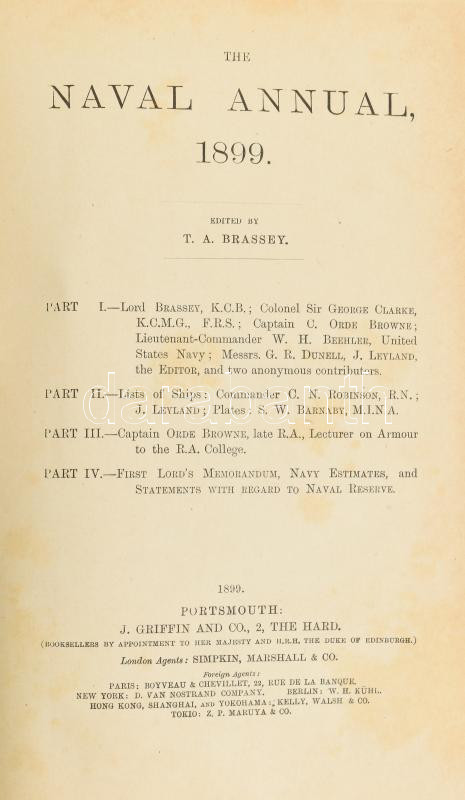 THE
NAVAL ANNUAL,
1899.
EDITED BY
T. A. BRASSEY.
PART I.—Lord BRASSEY, K.C.B.; Colonel Sir GEORGE CLARKE,
K.C.M.G., F.R.S.; Captain C. ORDE BROWNE;
Lieutenant-Commander W. H. BEEHLER, United
States Navy; Messrs. G. R. DUNELL, J. LEYLAND,
the EDITOR, and two anonymous contributors.
PART II.—Lists of Ships: Commander C. N. ROBINSON, R.N.;
J. LEYLAND; Plates: S. W. BARNABY, M.I.N.A.
darabanth
PART III.—Captain ORDE BROWNE, late R.A., Lecturer on Armour
to the R.A. College.
PART IV.—FIRST LORD'S MEMORANDUM, NAVY ESTIMATES, and
STATEMENTS WITH REGARD TO NAVAL RESERVE.
1899.
PORTSMOUTH:
J. GRIFFIN AND CO., 2, THE HARD.
(BOOKSELLERS BY APPOINTMENT TO HER MAJESTY AND H.R.H. THE DUKE OF EDINBURGH.)
London Agents: SIMPKIN, MARSHALL & CO.
Foreign Agents:
PARIS; BOYVEAU & CHEVILLET, 22, RUE DE LA BANQUE.
NEW YORK: D. VAN NOSTRAND COMPANY. BERLIN: W. H. KÜHL.
HONG KONG, SHANGHAI, AND YOKOHAMA: KELLY, WALSH & CO.
TOKIO: Z. P. MARUYA & CO.